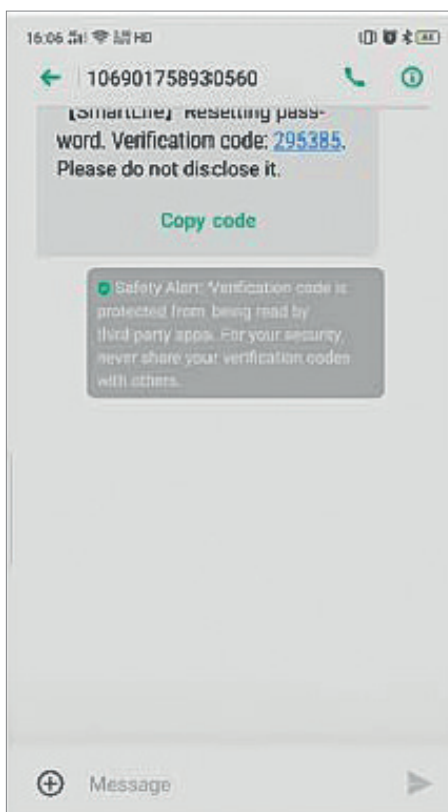 16:06 HD
106901758930560
【SmartLife】Resetting pass-
word. Verification code: 295385.
Please do not disclose it.
Copy code
Safety Alert: Verification code is
protected from being read by
third party apps. For your security,
never share your verification codes
with others.
Message